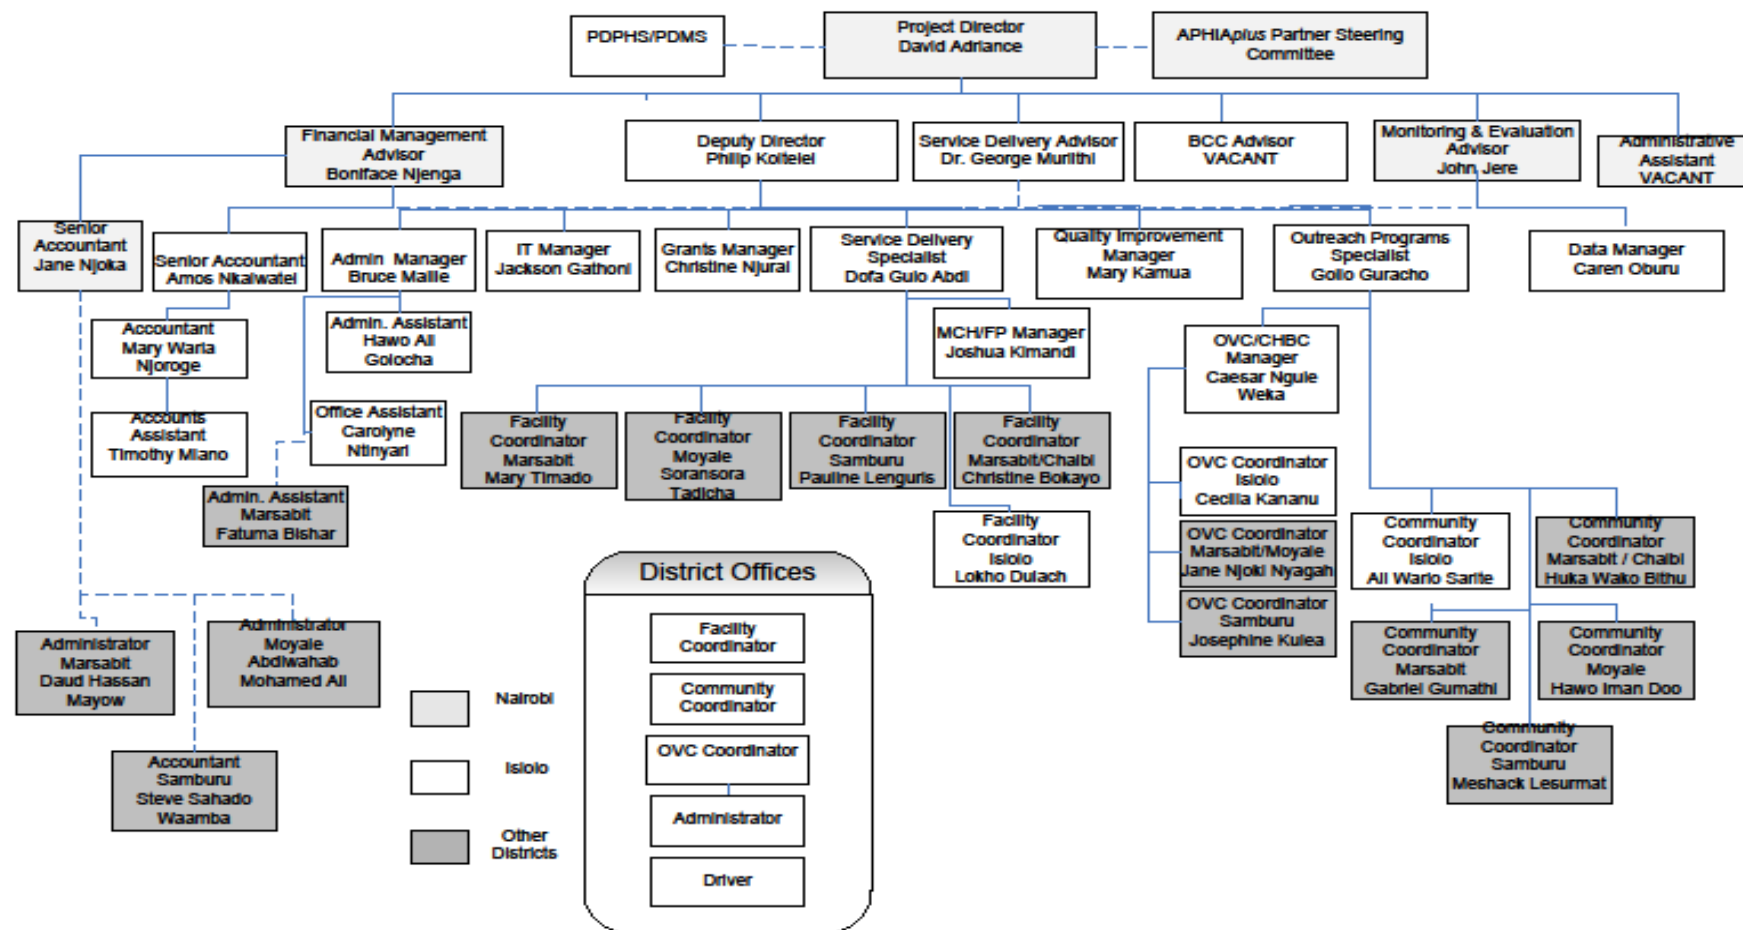 PDPHS/PDMS
Project Director
David Adriance
APHIAplus Partner Steering
Committee
Financial Management
Advisor
Boniface Njenga
Deputy Director
Philip Koitelel
Service Delivery Advisor
Dr. George Muriithi
BCC Advisor
VACANT
Monitoring & Evaluation
Advisor
John Jere
Administrative
Assistant
VACANT
Senior
Accountant
Jane Njoka
Senior Accountant
Amos Nkaiwatei
Admin Manager
Bruce Maille
IT Manager
Jackson Gathoni
Grants Manager
Christine Njurai
Service Delivery
Specialist
Dofa Gulo Abdi
Quality Improvement
Manager
Mary Kamua
Outreach Programs
Specialist
Golio Guracho
Data Manager
Caren Oburu
Accountant
Mary Waria
Njoroge
Admin. Assistant
Hawo Ali
Golocha
MCH/FP Manager
Joshua Kimandi
OVC/CHBC
Manager
Caesar Ngule
Weka
Accounts
Assistant
Timothy Miano
Office Assistant
Carolyne
Ntinyari
Facility
Coordinator
Marsabit
Mary Timado
Facility
Coordinator
Moyale
Soransora
Tadicha
Facility
Coordinator
Samburu
Pauline Lenguris
Facility
Coordinator
Marsabit/Chalbi
Christine Bokayo
Admin. Assistant
Marsabit
Fatuma Bishar
Facility
Coordinator
Isiolo
Lokho Dulach
OVC Coordinator
Isiolo
Cecilia Kananu
OVC Coordinator
Marsabit/Moyale
Jane Njoki Nyagah
OVC Coordinator
Samburu
Josephine Kulea
Community
Coordinator
Isiolo
Ali Wario Sarite
Community
Coordinator
Marsabit / Chalbi
Huka Wako Bithu
Community
Coordinator
Marsabit
Gabriel Gumathi
Community
Coordinator
Moyale
Hawo Iman Doo
Community
Coordinator
Samburu
Meshack Lesurmat
Administrator
Marsabit
Daud Hassan
Mayow
Administrator
Moyale
Abdiwahab
Mohamed Ali
Accountant
Samburu
Steve Sahado
Waamba
Nairobi
Isiolo
Other
Districts
District Offices
Facility
Coordinator
Community
Coordinator
OVC Coordinator
Administrator
Driver